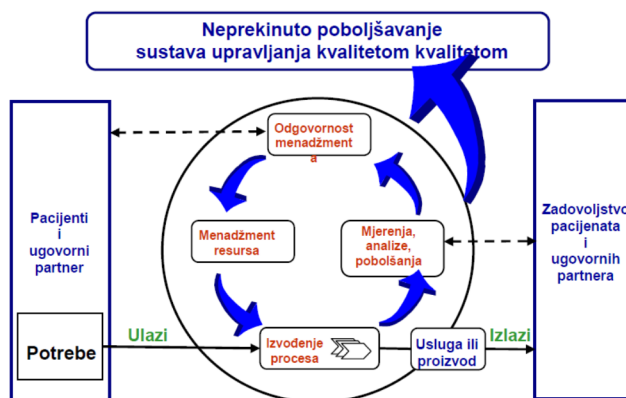 Neprekinuto poboljšavanje
sustava upravljanja kvalitetom kvalitetom
Odgovornost
menadžment
a
Pacijenti
i
ugovorni
partner
Menadžment
resursa
Mjerenja,
analize,
pobolšanja
Zadovoljstvo
pacijenata
i
ugovornih
partnera
Potrebe
Ulazi
Izvođenje
procesa
Usluga ili
proizvod
Izlazi